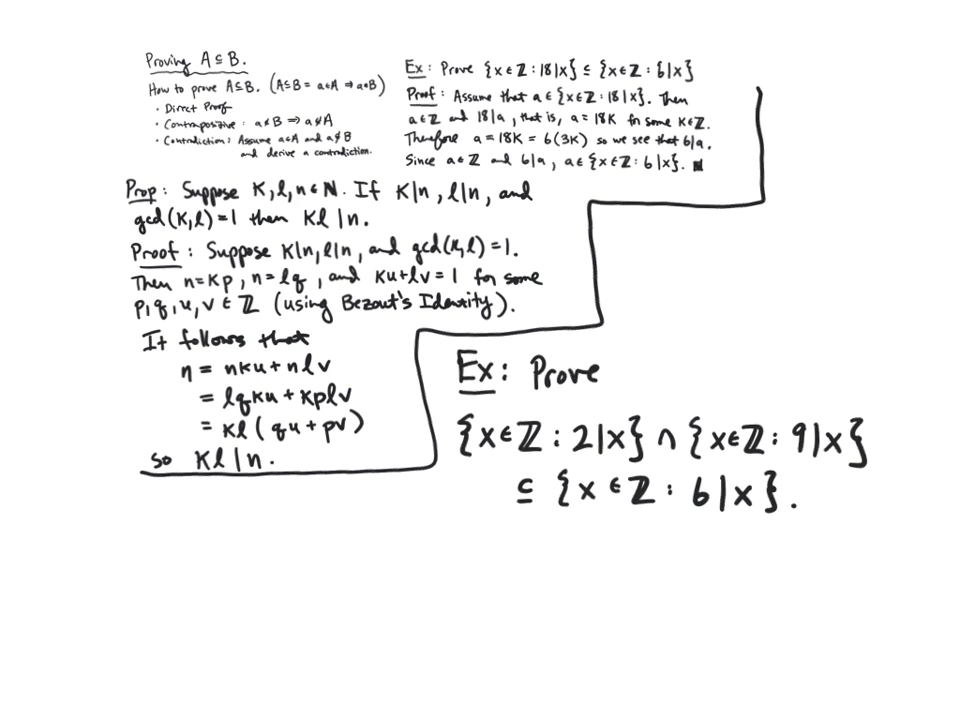 Proving A ⊆ B.
How to prove A⊆B. (A⊆B = a∈A ⇒ a∈B)
• Direct Proof
• Contrapositive : a∉B ⇒ a∉A
• Contradiction : Assume a∈A and a∉B
and derive a contradiction.
Ex : Prove {x∈ℤ : 18|x} ⊆ {x∈ℤ : 6|x}
Proof : Assume that a ∈ {x∈ℤ : 18|x}. Then
a∈ℤ and 18|a, that is, a = 18K for some K∈ℤ.
Therefore a = 18K = 6(3K) so we see that 6|a.
Since a∈ℤ and 6|a, a∈{x∈ℤ : 6|x}. ■
Prop : Suppose K, l, n ∈ ℕ. If K|n, l|n, and
gcd(K,l)=1 then Kl |n.
Proof : Suppose K|n, l|n, and gcd(K,l)=1.
Then n=Kp, n=lq, and Ku+lv=1 for some
p,q,u,v ∈ ℤ (using Bezout's Identity).
It follows that
n = nku + nlv
= lqku + kplv
= Kl ( qu + pv)
so Kl |n.
Ex : Prove
{x∈ℤ : 2|x} ∩ {x∈ℤ : 9|x}
⊆ {x ∈ ℤ : 6|x}.